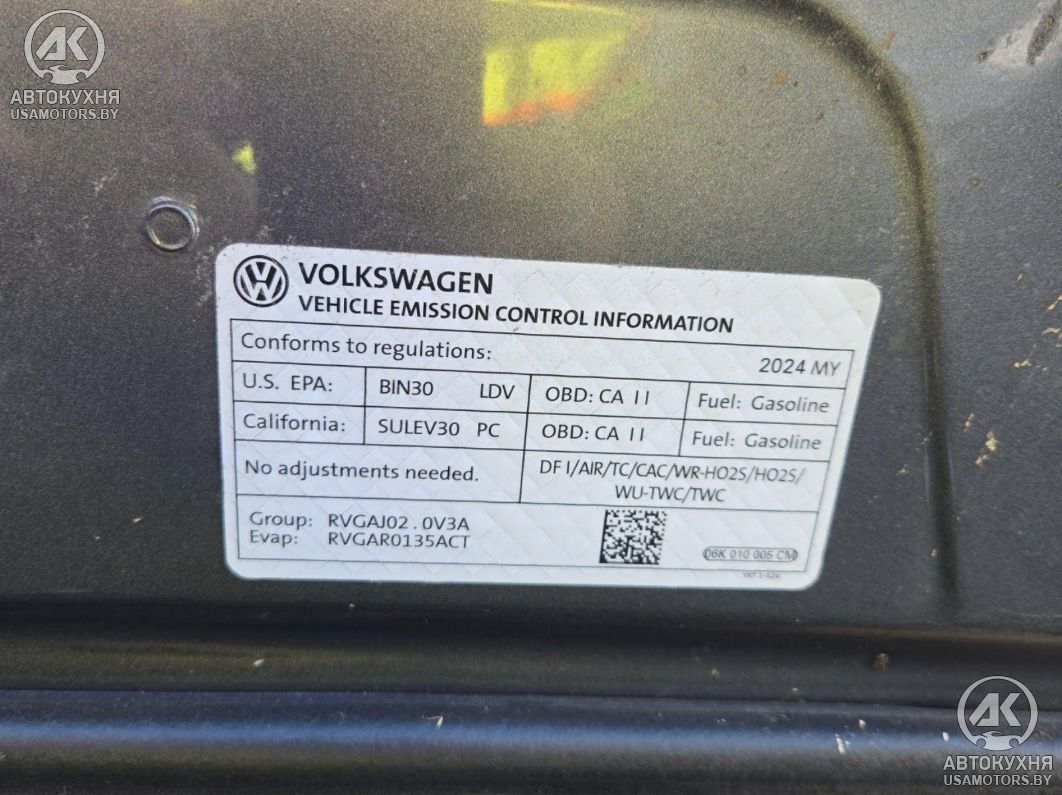 АК
АВТОКУХНЯ
USAMOTORS.BY
VOLKSWAGEN
VEHICLE EMISSION CONTROL INFORMATION
Conforms to regulations: 2024 MY
U.S. EPA: BIN30 LDV OBD: CA II Fuel: Gasoline
California: SULEV30 PC OBD: CA II Fuel: Gasoline
No adjustments needed. DFI/AIR/TC/CAC/WR-HO2S/HO2S/
WU-TWC/TWC
Group: RVGAJ02.0V3A
Evap: RVGAR0135ACT
06K 010 005 CM
АК
АВТОКУХНЯ
USAMOTORS.BY